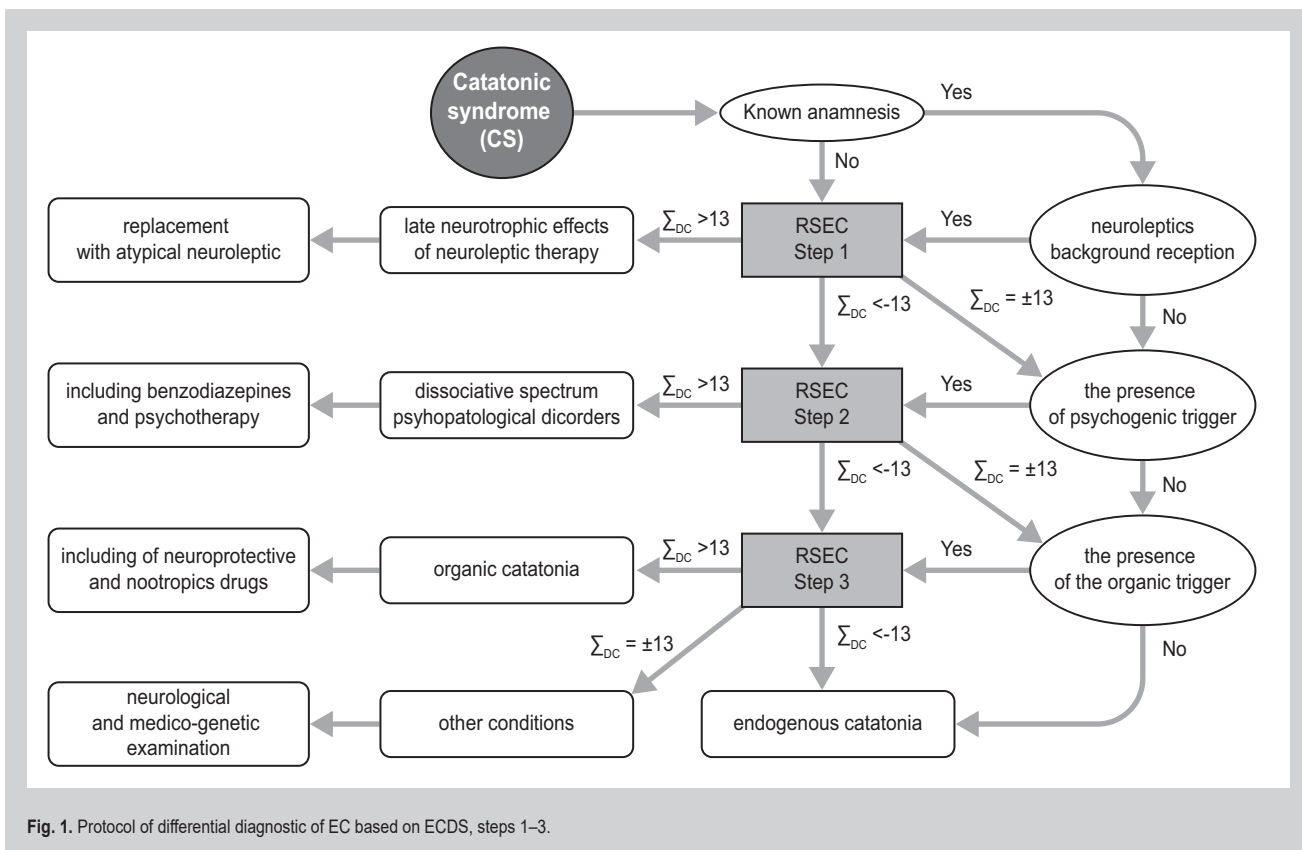 Catatonic
syndrome
(CS)
Known anamnesis
Yes
No
replacement
with atypical neuroleptic
late neurotrophic effects
of neuroleptic therapy
∑DC >13
RSEC
Step 1
Yes
neuroleptics
background reception
∑DC <-13
∑DC = ±13
No
including benzodiazepines
and psychotherapy
dissociative spectrum
psyhopatological dicorders
∑DC >13
RSEC
Step 2
Yes
the presence
of psychogenic trigger
∑DC <-13
∑DC = ±13
No
including of neuroprotective
and nootropics drugs
organic catatonia
∑DC >13
RSEC
Step 3
Yes
the presence
of the organic trigger
∑DC = ±13
∑DC <-13
No
neurological
and medico-genetic
examination
other conditions
endogenous catatonia
Fig. 1. Protocol of differential diagnostic of EC based on ECDS, steps 1–3.